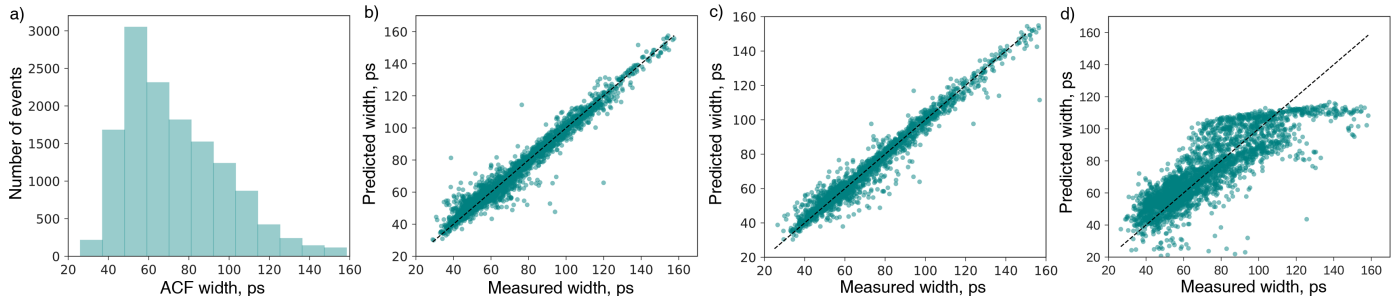 a)
Number of events
3000
2500
2000
1500
1000
500
0
20 40 60 80 100 120 140 160
ACF width, ps
b)
Predicted width, ps
160
140
120
100
80
60
40
20
20 40 60 80 100 120 140 160
Measured width, ps
c)
Predicted width, ps
160
140
120
100
80
60
40
20
20 40 60 80 100 120 140 160
Measured width, ps
d)
Predicted width, ps
160
140
120
100
80
60
40
20
20 40 60 80 100 120 140 160
Measured width, ps